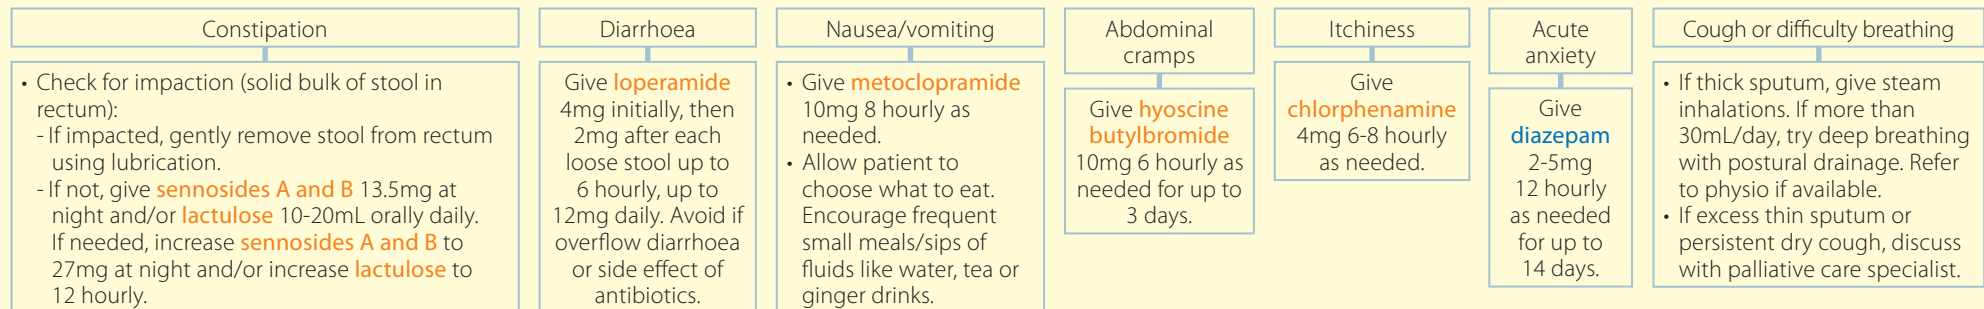 Constipation
• Check for impaction (solid bulk of stool in
rectum):
- If impacted, gently remove stool from rectum
using lubrication.
- If not, give sennosides A and B 13.5mg at
night and/or lactulose 10-20mL orally daily.
If needed, increase sennosides A and B to
27mg at night and/or increase lactulose to
12 hourly.
Diarrhoea
Give loperamide
4mg initially, then
2mg after each
loose stool up to
6 hourly, up to
12mg daily. Avoid if
overflow diarrhoea
or side effect of
antibiotics.
Nausea/vomiting
• Give metoclopramide
10mg 8 hourly as
needed.
• Allow patient to
choose what to eat.
Encourage frequent
small meals/sips of
fluids like water, tea or
ginger drinks.
Abdominal
cramps
Give hyoscine
butylbromide
10mg 6 hourly as
needed for up to
3 days.
Itchiness
Give
chlorphenamine
4mg 6-8 hourly
as needed.
Acute
anxiety
Give
diazepam
2-5mg
12 hourly
as needed
for up to
14 days.
Cough or difficulty breathing
• If thick sputum, give steam
inhalations. If more than
30mL/day, try deep breathing
with postural drainage. Refer
to physio if available.
• If excess thin sputum or
persistent dry cough, discuss
with palliative care specialist.